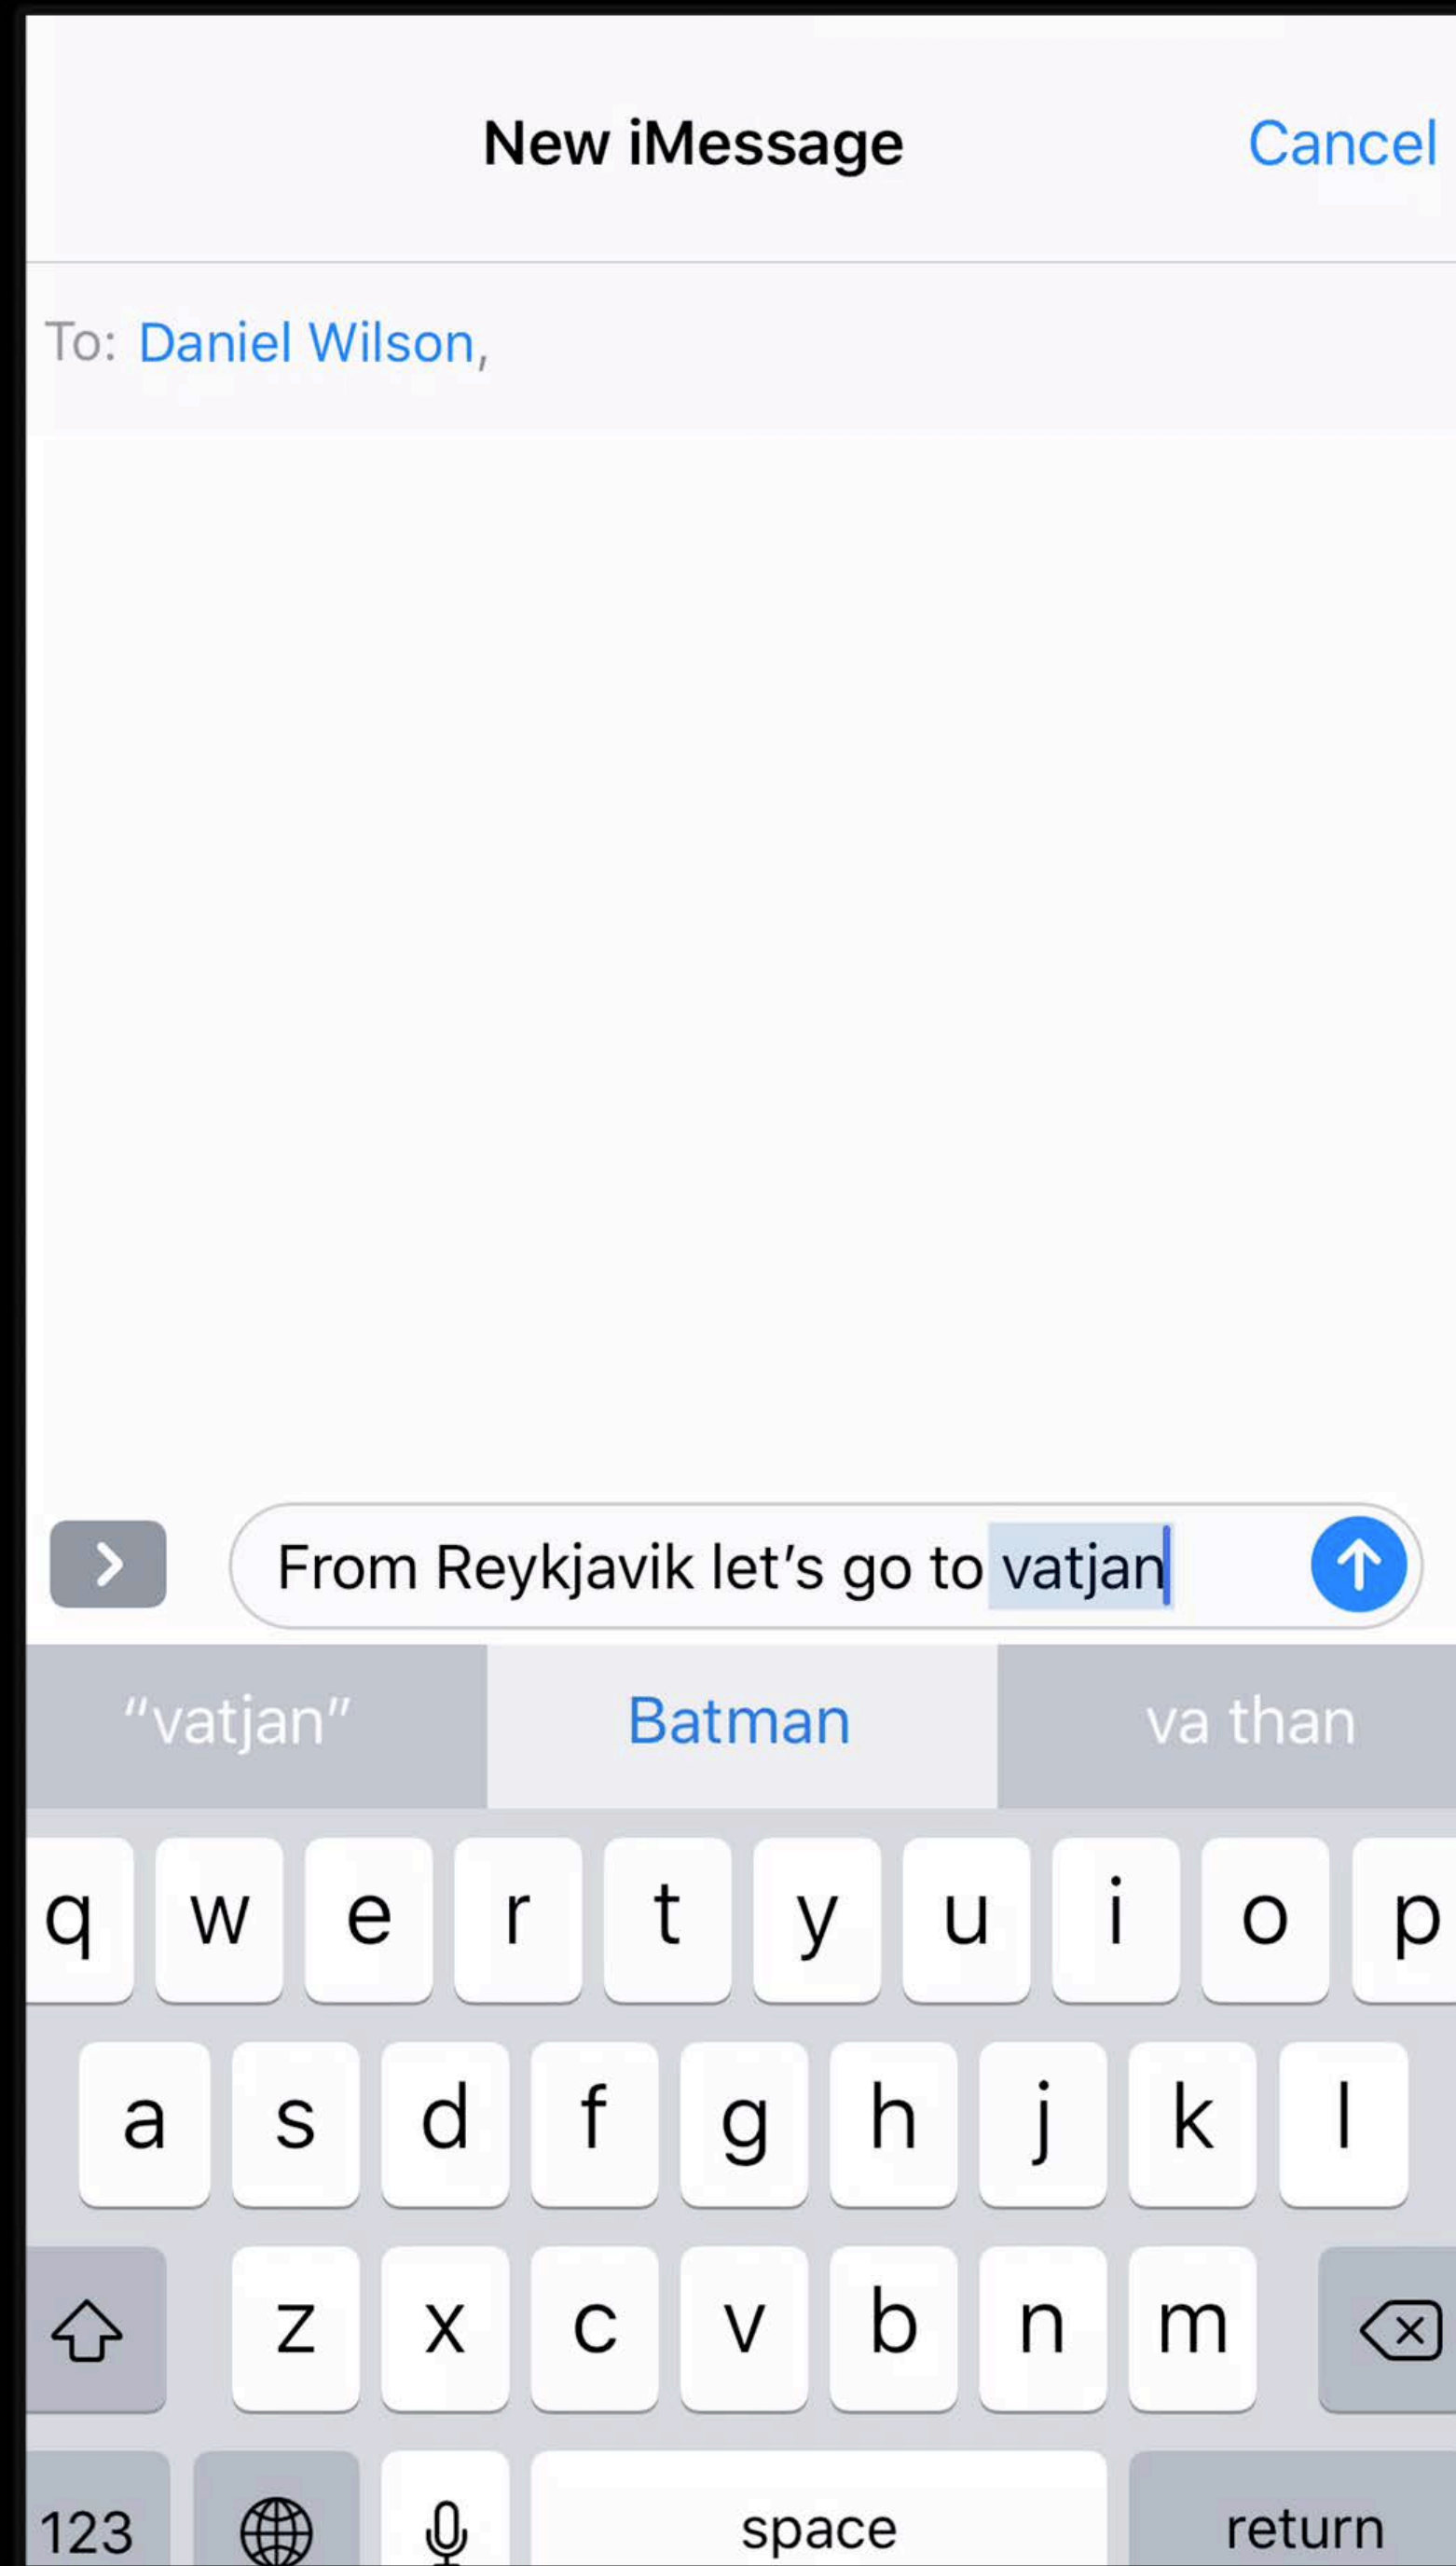 New iMessage Cancel
To: Daniel Wilson,
From Reykjavik let’s go to vatjan
“vatjan” Batman va than
q w e r t y u i o p
a s d f g h j k l
z x c v b n m
123 space return